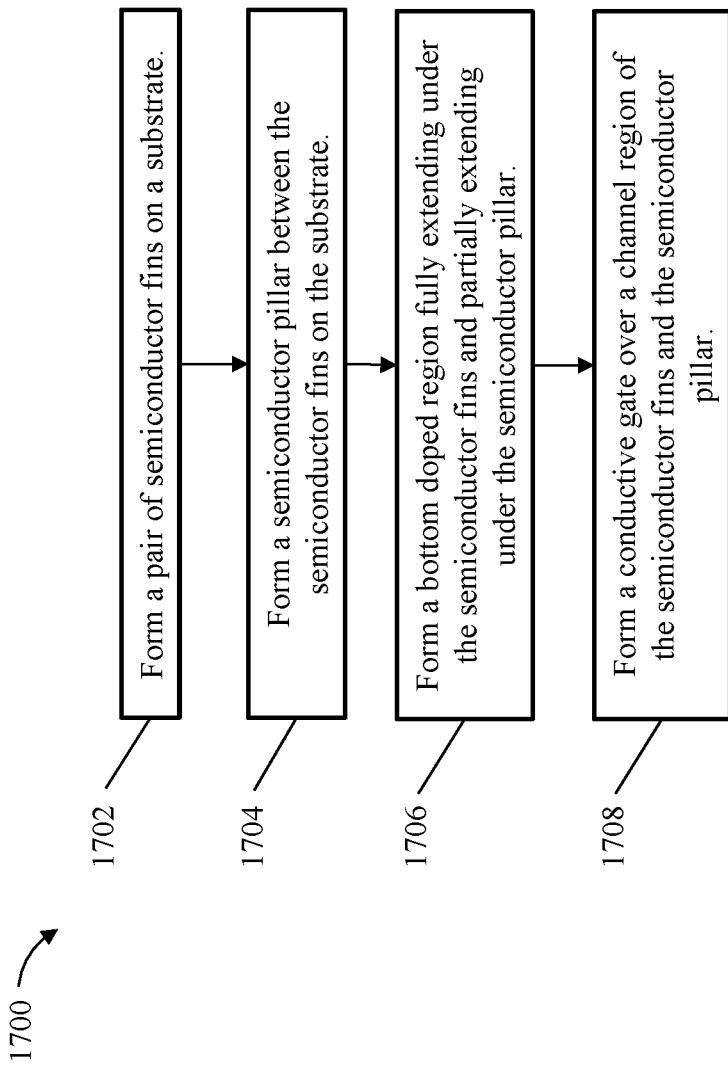 1700
1702
Form a pair of semiconductor fins on a substrate.
1704
Form a semiconductor pillar between the
semiconductor fins on the substrate.
1706
Form a bottom doped region fully extending under
the semiconductor fins and partially extending
under the semiconductor pillar.
1708
Form a conductive gate over a channel region of
the semiconductor fins and the semiconductor
pillar.